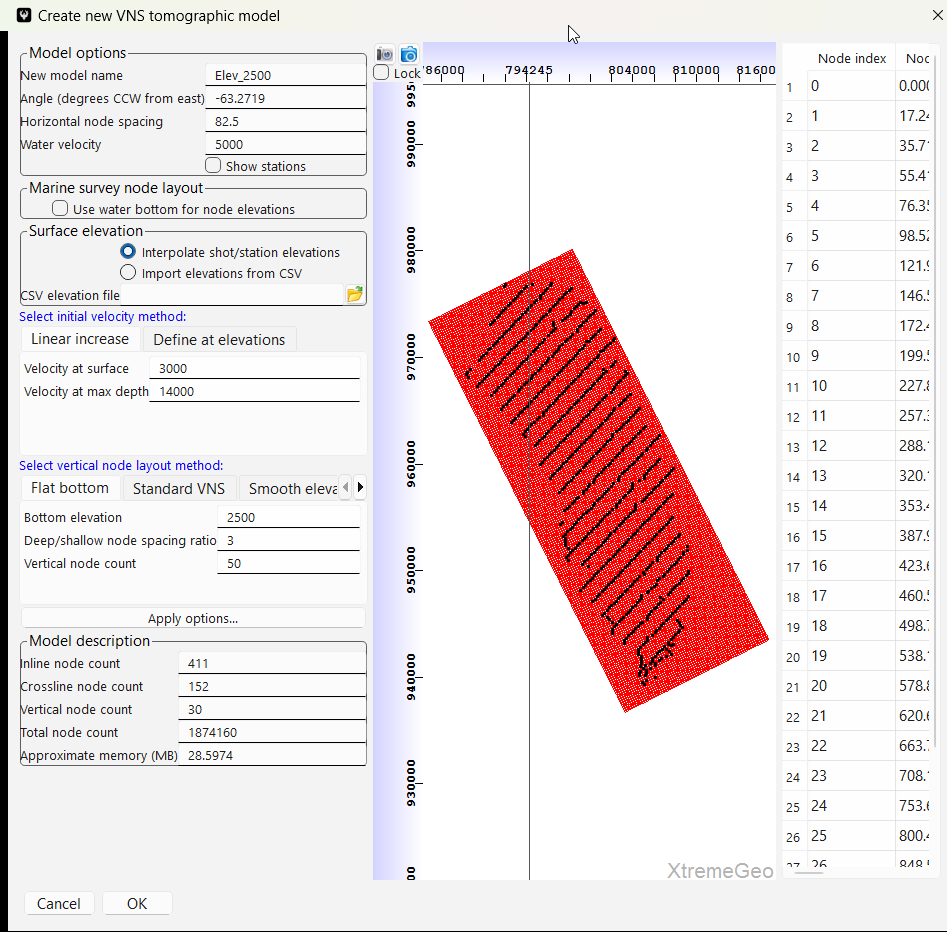 Create new VNS tomographic model
Model options
New model name Elev_2500
Angle (degrees CCW from east) -63.2719
Horizontal node spacing 82.5
Water velocity 5000
Show stations
Marine survey node layout
Use water bottom for node elevations
Surface elevation
Interpolate shot/station elevations
Import elevations from CSV
CSV elevation file
Select initial velocity method:
Linear increase Define at elevations
Velocity at surface 3000
Velocity at max depth 14000
Select vertical node layout method:
Flat bottom Standard VNS Smooth eleva
Bottom elevation 2500
Deep/shallow node spacing ratio 3
Vertical node count 50
Apply options...
Model description
Inline node count 411
Crossline node count 152
Vertical node count 30
Total node count 1874160
Approximate memory (MB) 28.5974
Cancel OK
Lock
86000 794245 804000 810000 81600
995
990000
980000
970000
960000
950000
940000
930000
00
XtremeGeo
Node index Noc
1 0 0.000
2 1 17.24
3 2 35.7
4 3 55.4
5 4 76.3
6 5 98.52
7 6 121.9
8 7 146.5
9 8 172.4
10 9 199.5
11 10 227.8
12 11 257.3
13 12 288.1
14 13 320.1
15 14 353.4
16 15 387.9
17 16 423.6
18 17 460.5
19 18 498.7
20 19 538.1
21 20 578.8
22 21 620.6
23 22 663.7
24 23 708.1
25 24 753.6
26 25 800.4
27 26 848.5